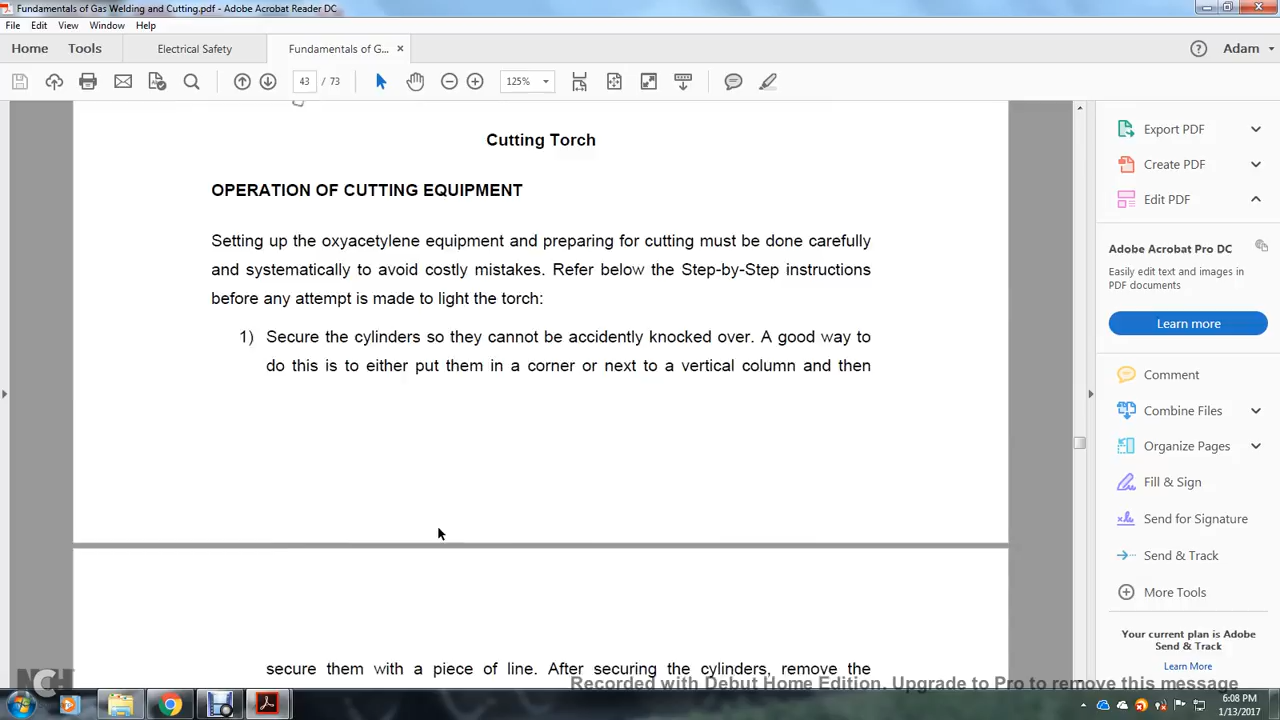 Fundamentals of Gas Welding and Cutting.pdf - Adobe Acrobat Reader DC
File Edit View Window Help
Home Tools Electrical Safety Fundamentals of G... × Adam
43 / 73 125%
Cutting Torch
OPERATION OF CUTTING EQUIPMENT
Setting up the oxyacetylene equipment and preparing for cutting must be done carefully
and systematically to avoid costly mistakes. Refer below the Step-by-Step instructions
before any attempt is made to light the torch:
1) Secure the cylinders so they cannot be accidently knocked over. A good way to
do this is to either put them in a corner or next to a vertical column and then
secure them with a piece of line. After securing the cylinders, remove the
Export PDF
Create PDF
Edit PDF
Adobe Acrobat Pro DC
Easily edit text and images in
PDF documents
Learn more
Comment
Combine Files
Organize Pages
Fill & Sign
Send for Signature
Send & Track
More Tools
Your current plan is Adobe
Send & Track
Learn More
NCH
Recorded with Debut Home Edition. Upgrade to Pro to remove this message
6:08 PM
1/13/2017